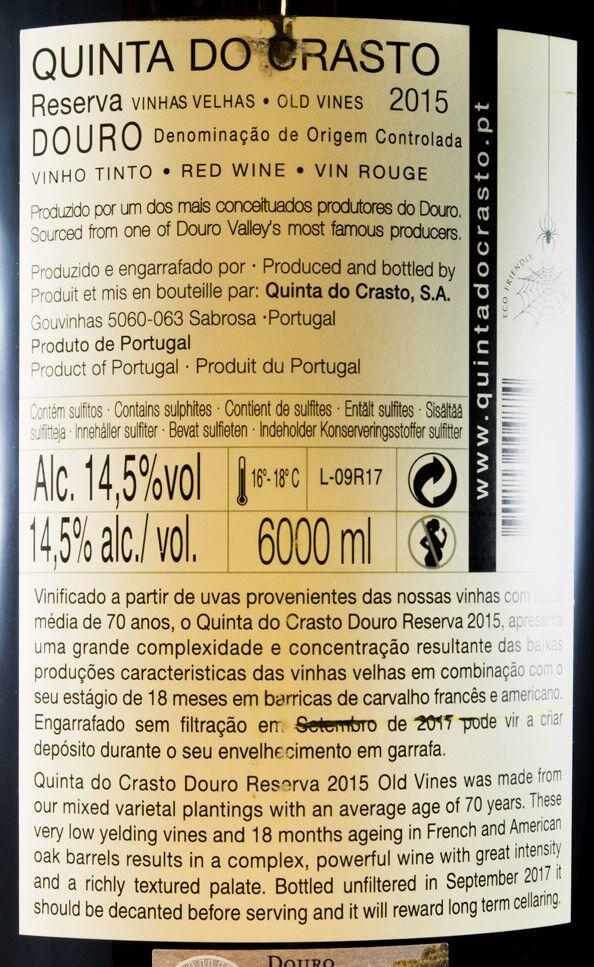 QUINTA DO CRASTO
Reserva VINHAS VELHAS • OLD VINES 2015
DOURO Denominação de Origem Controlada
VINHO TINTO • RED WINE • VIN ROUGE
Produzido por um dos mais conceituados produtores do Douro.
Sourced from one of Douro Valley's most famous producers.
Produzido e engarrafado por · Produced and bottled by
Produit et mis en bouteille par: Quinta do Crasto, S.A.
Gouvinhas 5060-063 Sabrosa ·Portugal
Produto de Portugal
Product of Portugal · Produit du Portugal
Contém sulfitos · Contains sulphites · Contient de sulfites · Entält sulfites · Sisältää
sulfiitteja · Innehåller sulfiter · Bevat sulfieten · Indeholder Konserveringsstoffer sulfitter
Alc. 14,5%vol
16º-18º C
L-09R17
14,5% alc./ vol.
6000 ml
www.quintadocrasto.pt
ECO FRIENDLY
Vinificado a partir de uvas provenientes das nossas vinhas com idade
média de 70 anos, o Quinta do Crasto Douro Reserva 2015, apresenta
uma grande complexidade e concentração resultante das baixas
produções caracteristicas das vinhas velhas em combinação com o
seu estágio de 18 meses em barricas de carvalho francês e americano.
Engarrafado sem filtração em Setembro de 2017 pode vir a criar
depósito durante o seu envelhecimento em garrafa.
Quinta do Crasto Douro Reserva 2015 Old Vines was made from
our mixed varietal plantings with an average age of 70 years. These
very low yelding vines and 18 months ageing in French and American
oak barrels results in a complex, powerful wine with great intensity
and a richly textured palate. Bottled unfiltered in September 2017 it
should be decanted before serving and it will reward long term cellaring.
DOURO